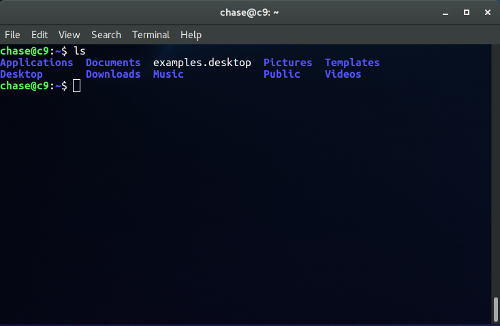 chase@c9: ~
File Edit View Search Terminal Help
chase@c9:~$ ls
Applications Documents examples.desktop Pictures Templates
Desktop Downloads Music Public Videos
chase@c9:~$